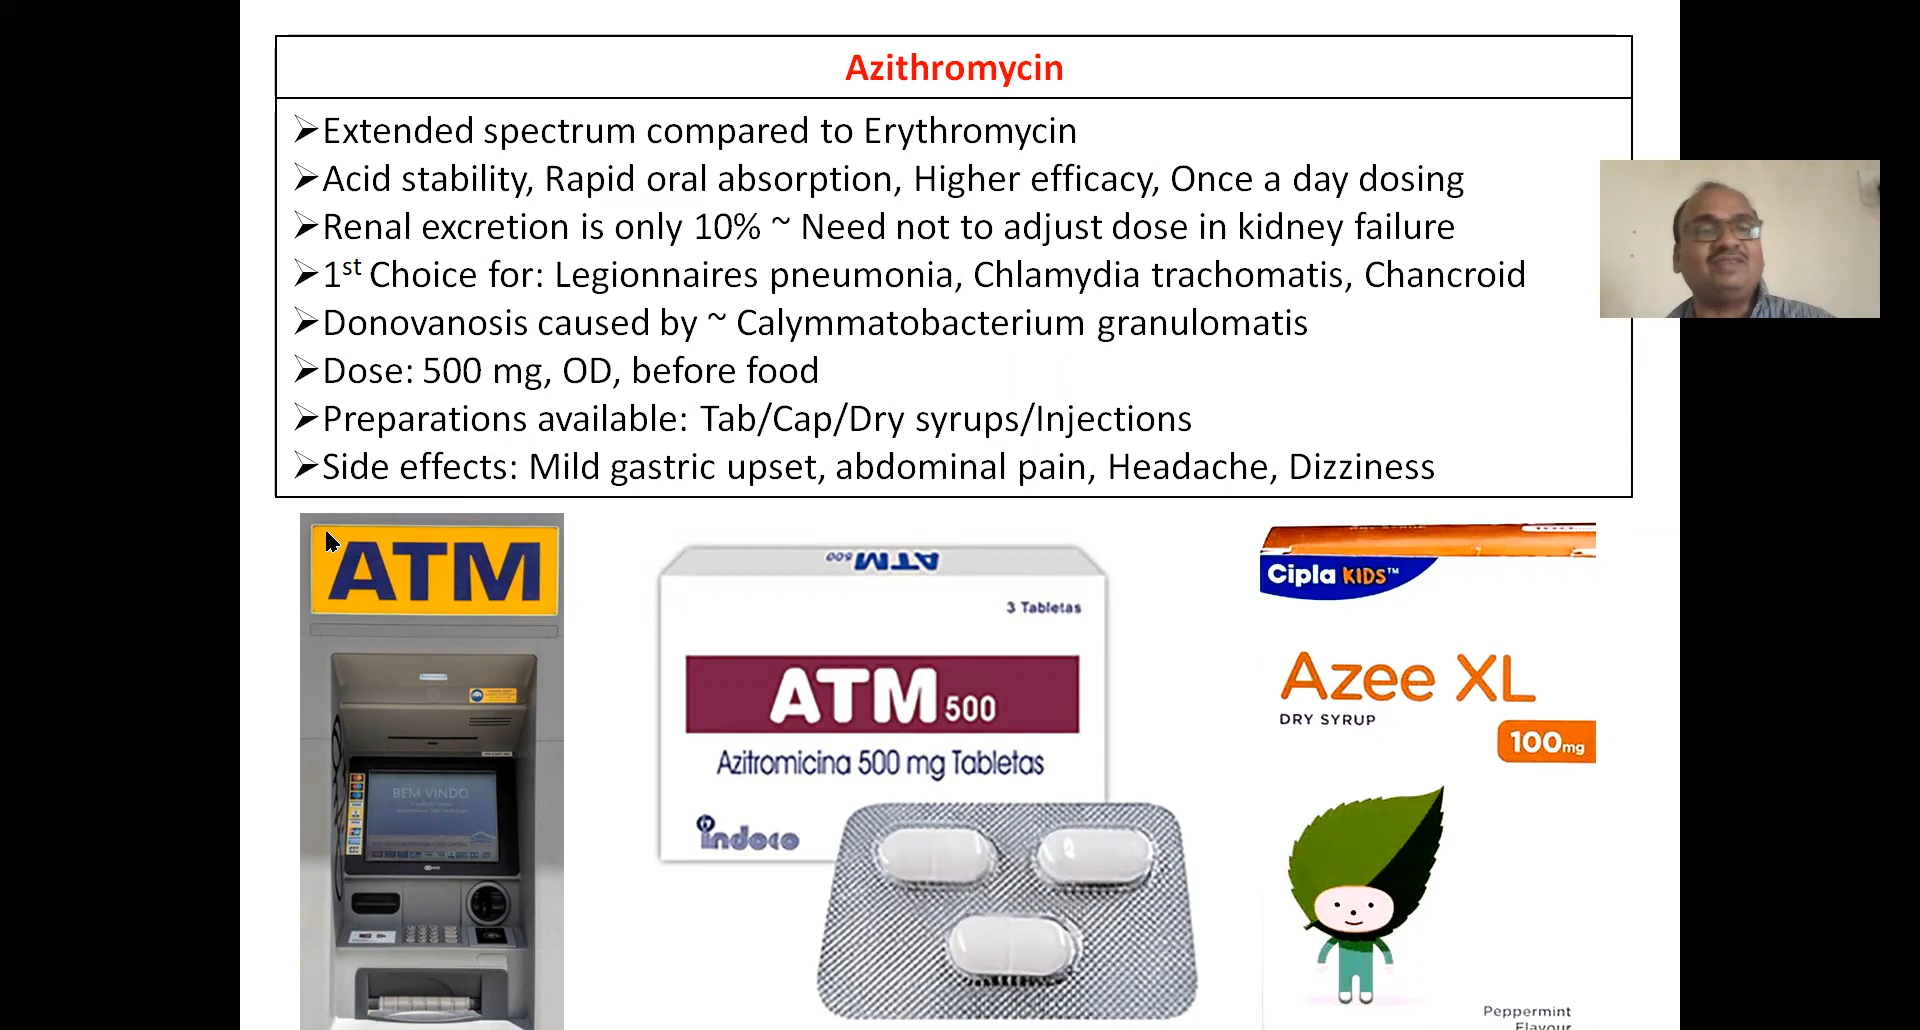 Azithromycin
➢Extended spectrum compared to Erythromycin
➢Acid stability, Rapid oral absorption, Higher efficacy, Once a day dosing
➢Renal excretion is only 10% ~ Need not to adjust dose in kidney failure
➢1st Choice for: Legionnaires pneumonia, Chlamydia trachomatis, Chancroid
➢Donovanosis caused by ~ Calymmatobacterium granulomatis
➢Dose: 500 mg, OD, before food
➢Preparations available: Tab/Cap/Dry syrups/Injections
➢Side effects: Mild gastric upset, abdominal pain, Headache, Dizziness
ATM
BEM VINDO
ATM 500
3 Tabletas
ATM 500
Azitromicina 500 mg Tabletas
indoco
Cipla KIDS™
Azee XL
DRY SYRUP
100mg
Peppermint
Flavour